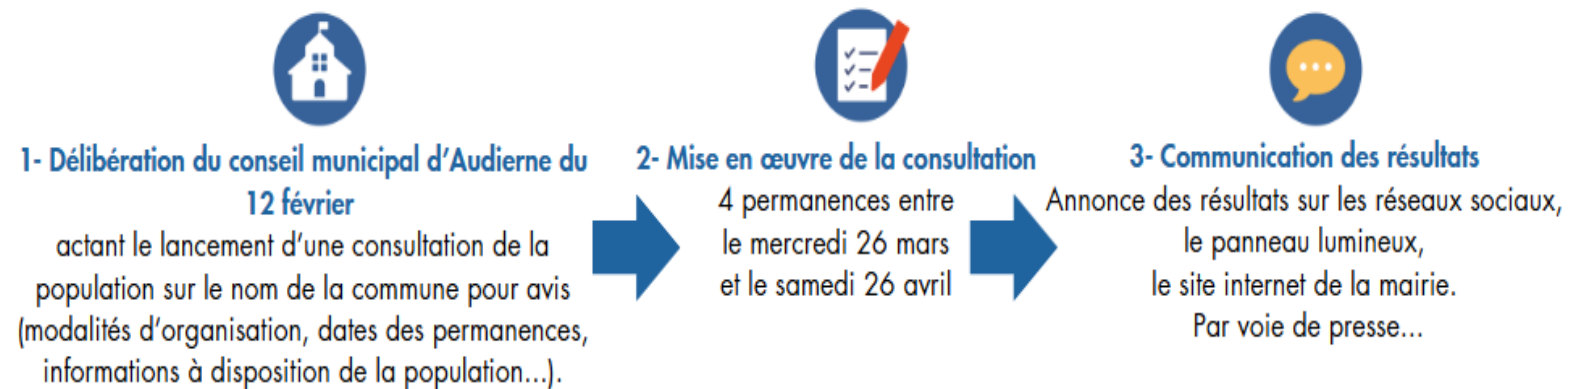 1- Délibération du conseil municipal d’Audierne du
12 février
actant le lancement d’une consultation de la
population sur le nom de la commune pour avis
(modalités d’organisation, dates des permanences,
informations à disposition de la population...).
2- Mise en œuvre de la consultation
4 permanences entre
le mercredi 26 mars
et le samedi 26 avril
3- Communication des résultats
Annonce des résultats sur les réseaux sociaux,
le panneau lumineux,
le site internet de la mairie.
Par voie de presse...